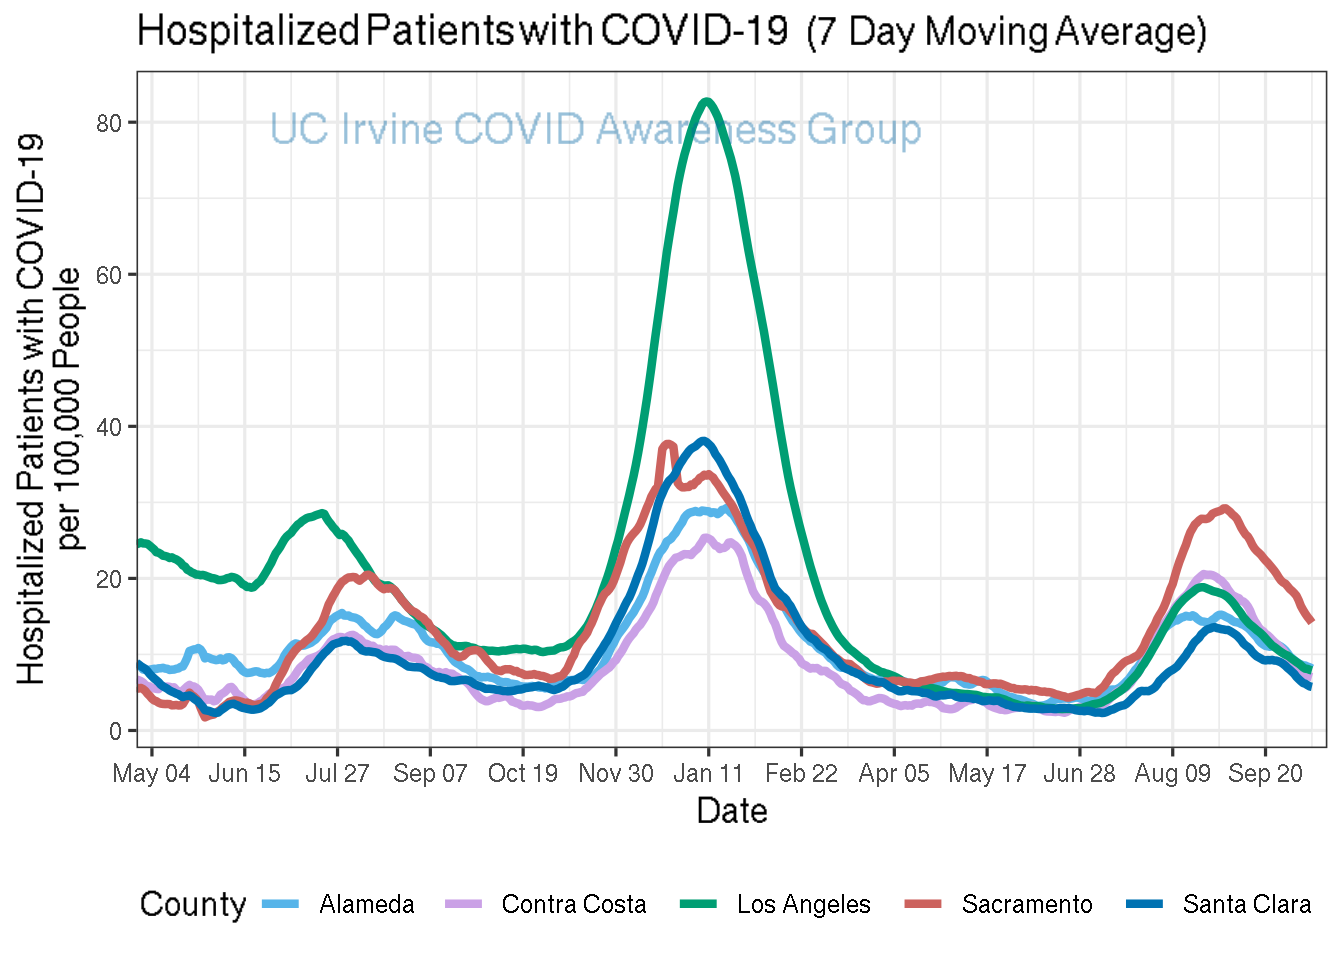 Hospitalized Patients with COVID-19 (7 Day Moving Average)
UC Irvine COVID Awareness Group
Hospitalized Patients with COVID-19
per 100,000 People
80
60
40
20
0
May 04 Jun 15 Jul 27 Sep 07 Oct 19 Nov 30 Jan 11 Feb 22 Apr 05 May 17 Jun 28 Aug 09 Sep 20
Date
County Alameda Contra Costa Los Angeles Sacramento Santa Clara